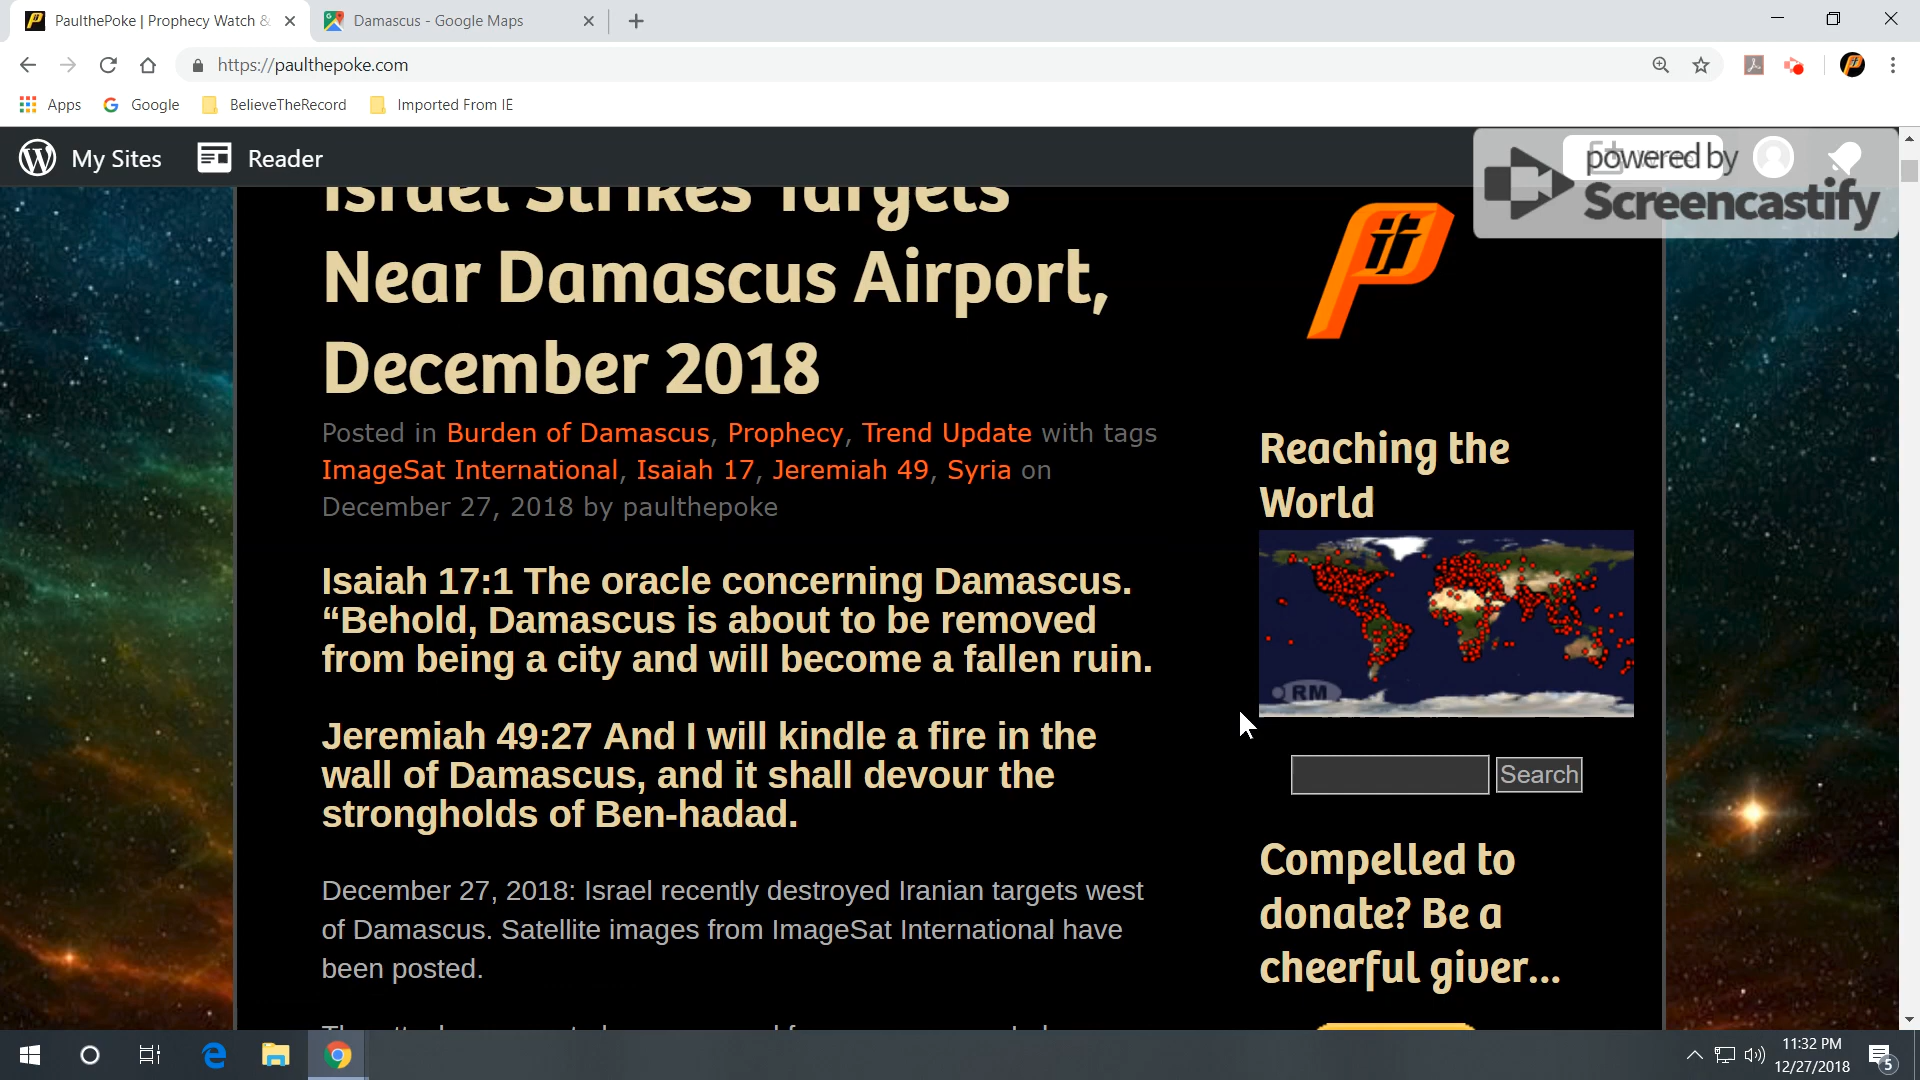 PaulthePoke | Prophecy Watch &
Damascus - Google Maps
https://paulthepoke.com
Apps
Google
BelieveTheRecord
Imported From IE
My Sites
Reader
powered by
Screencastify
Israel Strikes Targets
Near Damascus Airport,
December 2018
Posted in Burden of Damascus, Prophecy, Trend Update with tags
ImageSat International, Isaiah 17, Jeremiah 49, Syria on
December 27, 2018 by paulthepoke
Isaiah 17:1 The oracle concerning Damascus.
“Behold, Damascus is about to be removed
from being a city and will become a fallen ruin.
Jeremiah 49:27 And I will kindle a fire in the
wall of Damascus, and it shall devour the
strongholds of Ben-hadad.
December 27, 2018: Israel recently destroyed Iranian targets west
of Damascus. Satellite images from ImageSat International have
been posted.
Reaching the
World
RM
Search
Compelled to
donate? Be a
cheerful giver...
11:32 PM
12/27/2018
5